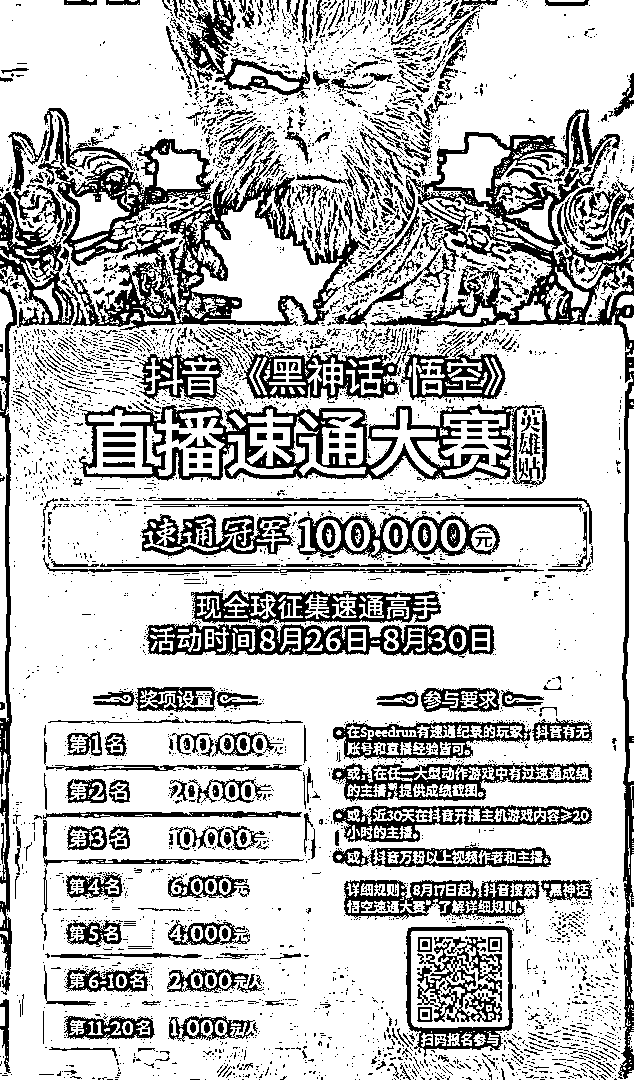 抖音 《黑神话：悟空》
直播速通大赛
英雄贴
速通冠军 100,000元
现全球征集速通高手
活动时间8月26日-8月30日
奖项设置
第1名 100,000元
第2名 20,000元
第3名 10,000元
第4名 6,000元
第5名 4,000元
第6-10名 2,000元/人
第11-20名 1,000元/人
参与要求
在Speedrun有速通纪录的玩家，抖音有无
账号和直播经验皆可。
或，在任一大型动作游戏中有过速通成绩
的主播，提供成绩截图。
或，近30天在抖音开播主机游戏内容≥20
小时的主播。
或，抖音万粉以上视频作者和主播。
详细规则：8月17日起，抖音搜索“黑神话
悟空速通大赛”了解详细规则。
扫码报名参与